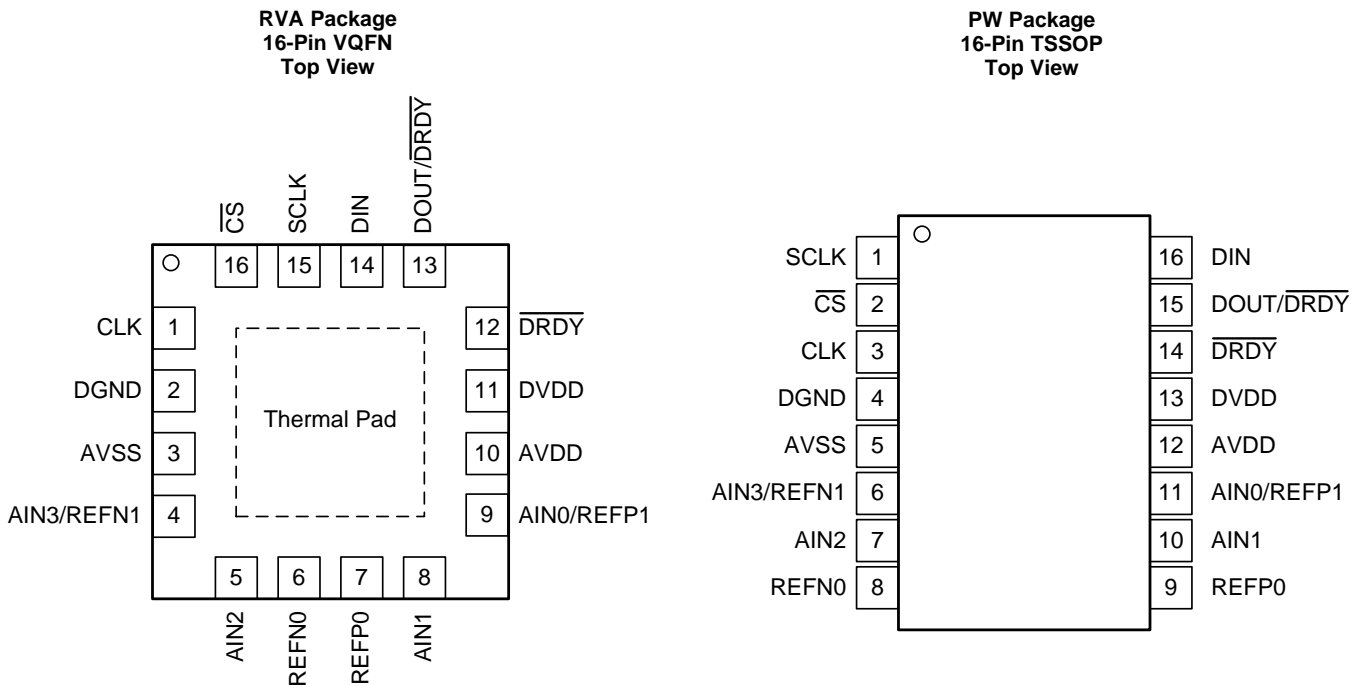 RVA Package
16-Pin VQFN
Top View
CS
SCLK
DIN
DOUT/DRDY
16
15
14
13
CLK
1
12
DRDY
DGND
2
11
DVDD
Thermal Pad
AVSS
3
10
AVDD
AIN3/REFN1
4
9
AIN0/REFP1
5
6
7
8
AIN2
REFN0
REFP0
AIN1
PW Package
16-Pin TSSOP
Top View
SCLK
1
16
DIN
CS
2
15
DOUT/DRDY
CLK
3
14
DRDY
DGND
4
13
DVDD
AVSS
5
12
AVDD
AIN3/REFN1
6
11
AIN0/REFP1
AIN2
7
10
AIN1
REFN0
8
9
REFP0